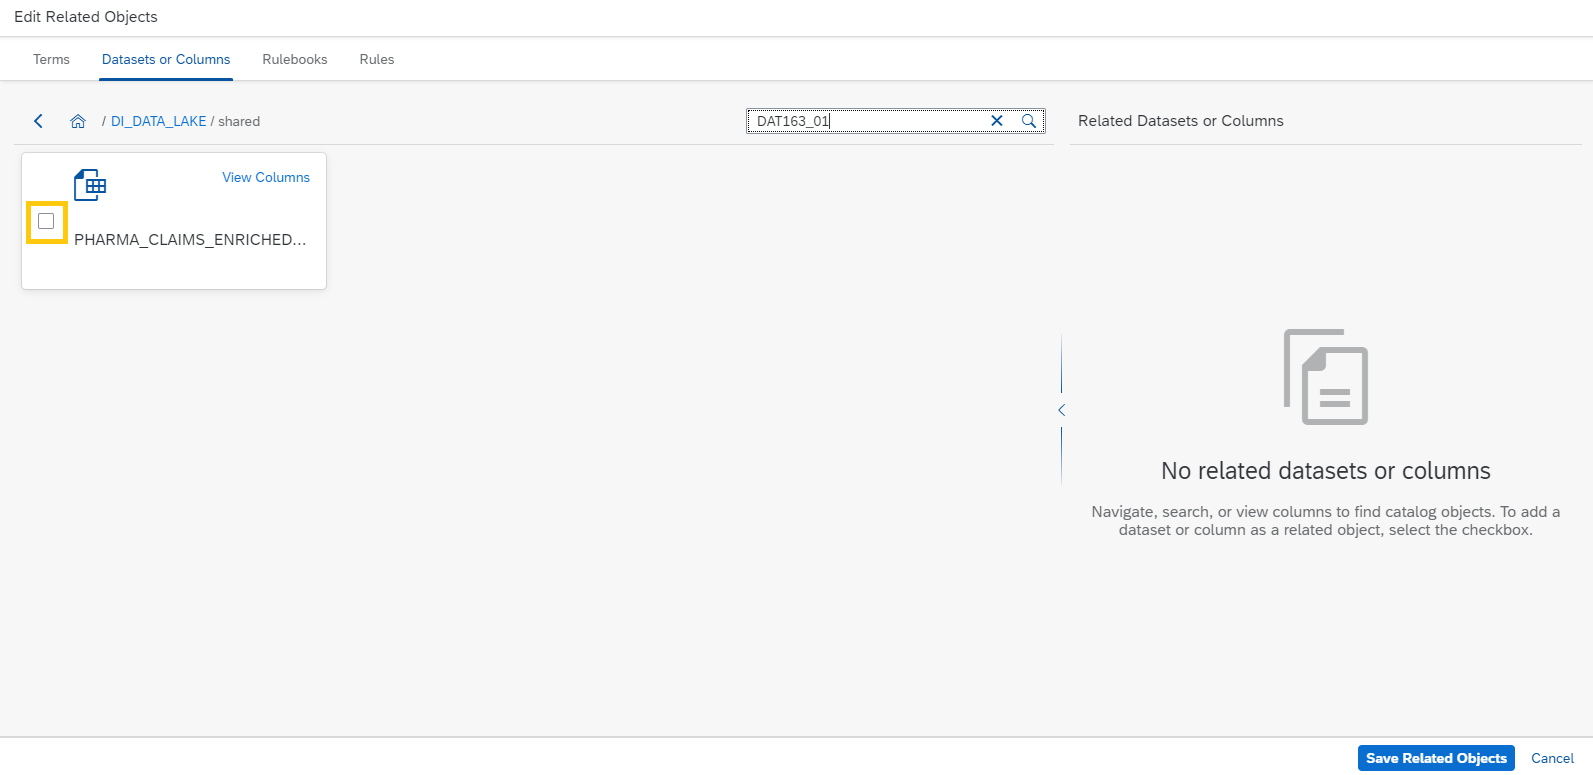 Edit Related Objects
Terms Datasets or Columns Rulebooks Rules
/ DI_DATA_LAKE / shared
DAT163_01
Related Datasets or Columns
View Columns
PHARMA_CLAIMS_ENRICHED...
No related datasets or columns
Navigate, search, or view columns to find catalog objects. To add a
dataset or column as a related object, select the checkbox.
Save Related Objects Cancel